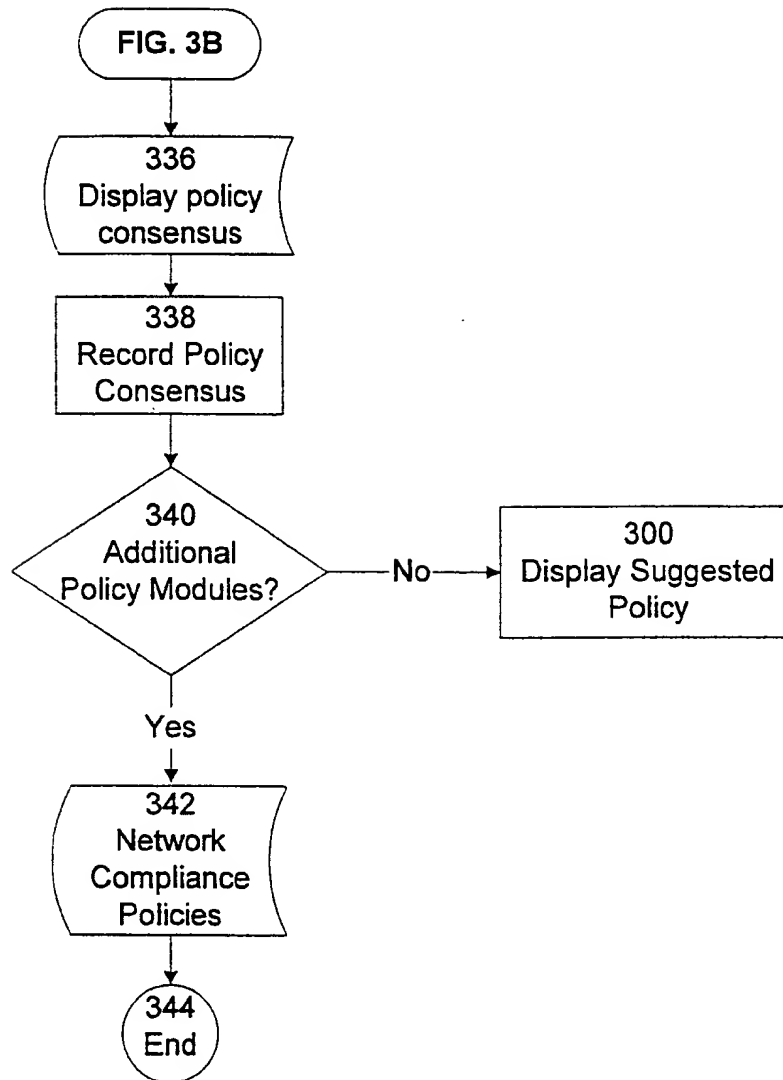 FIG. 3B
336
Display policy
consensus
338
Record Policy
Consensus
340
Additional
Policy Modules?
No
300
Display Suggested
Policy
Yes
342
Network
Compliance
Policies
344
End